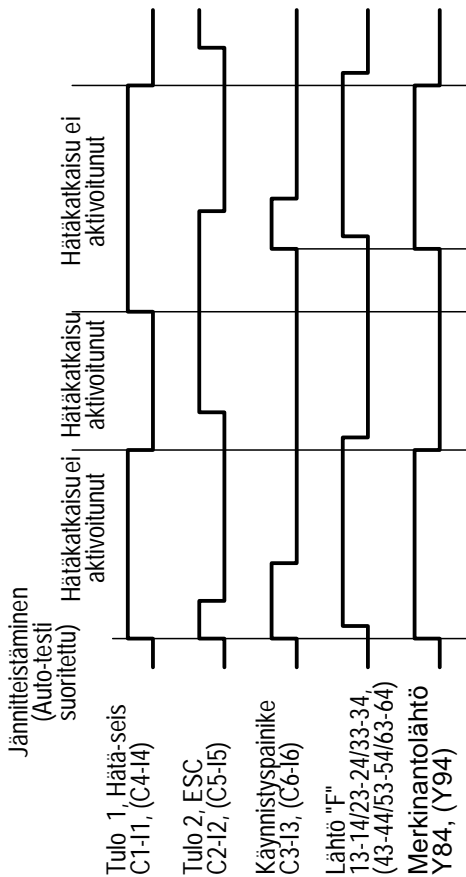 Jännitteistäminen
(Auto-testi
suoritettu)
Hätäkatkaisu ei
aktivoitunut
Hätäkatkaisu
aktivoitunut
Hätäkatkaisu ei
aktivoitunut
Tulo 1, Hätä-seis
C1-I1, (C4-I4)
Tulo 2, ESC
C2-I2, (C5-I5)
Käynnistyspainike
C3-I3, (C6-I6)
Lähtö "F"
13-14/23-24/33-34,
(43-44/53-54/63-64)
Merkinantolähtö
Y84, (Y94)